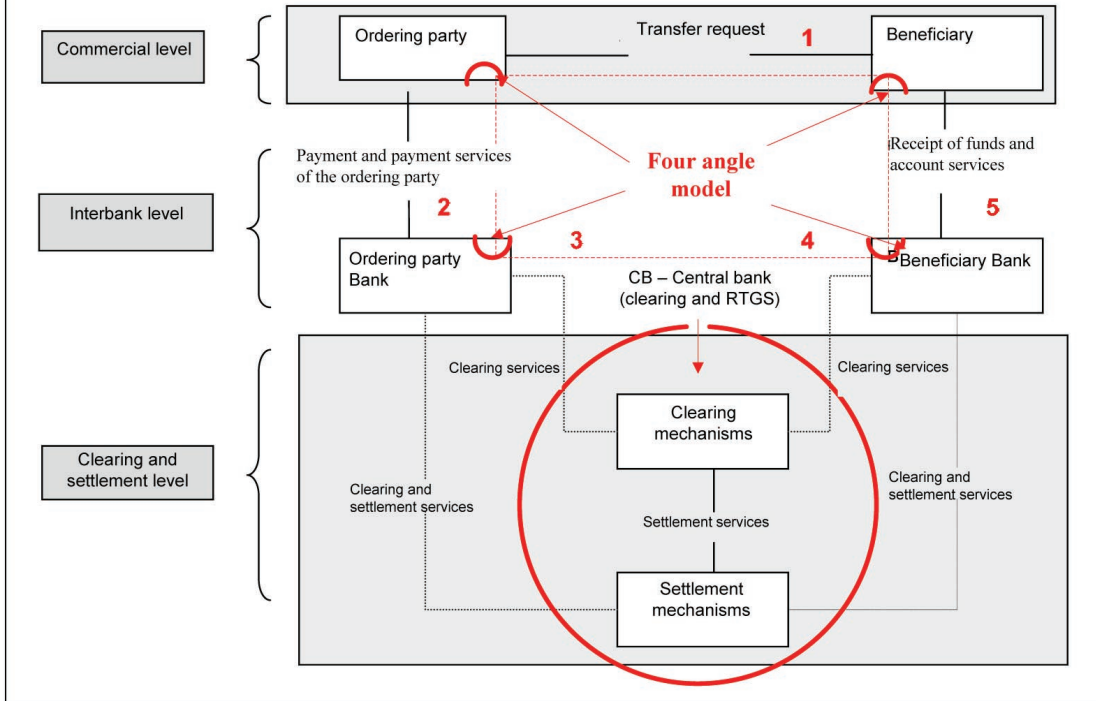 Commercial level
Ordering party
Transfer request
1
Beneficiary
Payment and payment services
of the ordering party
2
Four angle
model
Receipt of funds and
account services
5
Interbank level
Ordering party
Bank
3
4
BBeneficiary Bank
CB – Central bank
(clearing and RTGS)
Clearing services
Clearing services
Clearing
mechanisms
Clearing and
settlement level
Clearing and
settlement services
Settlement services
Clearing and
settlement services
Settlement
mechanisms